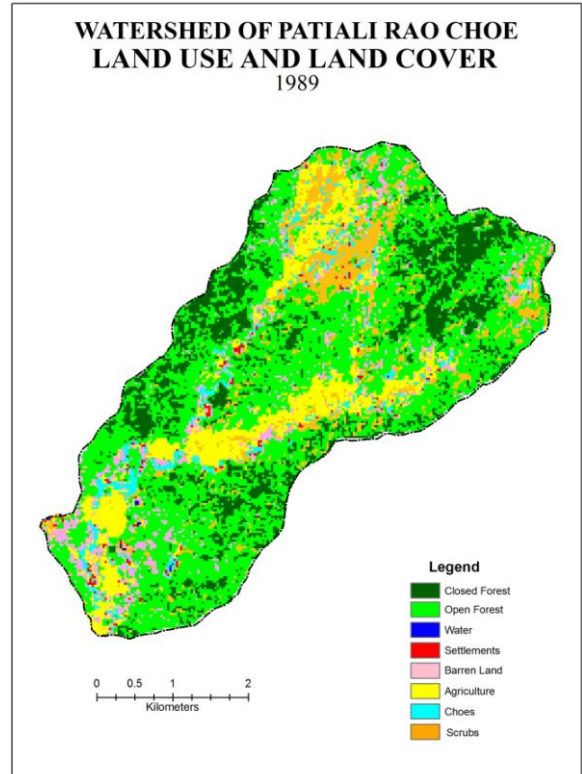 WATERSHED OF PATIALI RAO CHOE
LAND USE AND LAND COVER
1989
Legend
Closed Forest
Open Forest
Water
Settlements
Barren Land
Agriculture
Choes
Scrubs
0 0.5 1 2
Kilometers